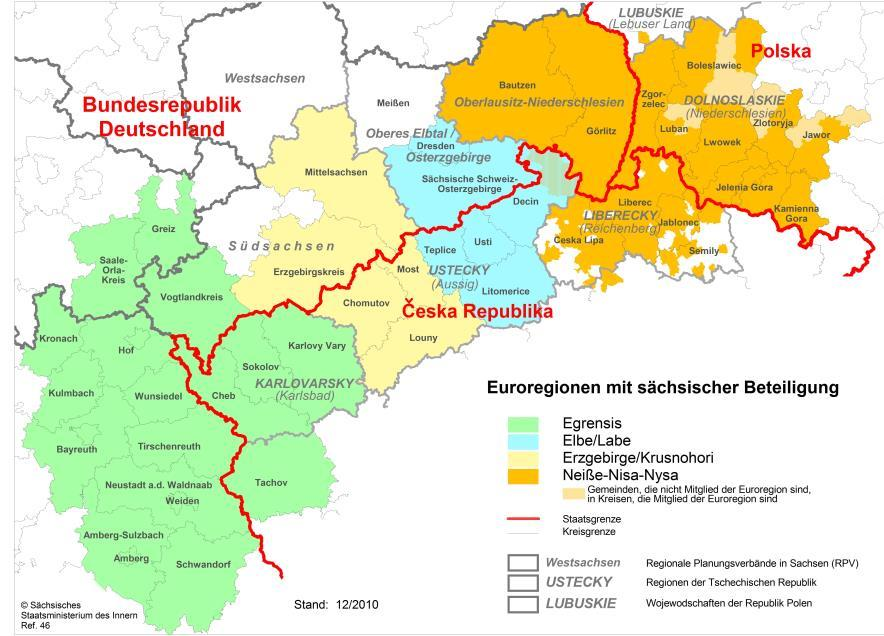 LUBUSKIE
(Lebuser Land)
Polska
Boleslawiec
Westsachsen
Bautzen
Bundesrepublik
Deutschland
Meißen
Oberlausitz-Niederschlesien
Zgor-
zelec
DOLNOSLASKIE
(Niederschlesien)
Zlotoryja
Oberes Elbtal /
Osterzgebirge
Dresden
Görlitz
Luban
Jawor
Lwowek
Mittelsachsen
Sächsische Schweiz-
Osterzgebirge
Jelenia Gora
Decin
Liberec
Kamienna
Gora
LIBERECKY
(Reichenberg)
Jablonec
Greiz
Südsachsen
Teplice
Usti
Ceska Lipa
Semily
Saale-
Orla-
Kreis
Erzgebirgskreis
Most
USTECKY
(Aussig)
Vogtlandkreis
Chomutov
Litomerice
Česka Republika
Kronach
Hof
Karlovy Vary
Louny
Sokolov
KARLOVARSKY
(Karlsbad)
Kulmbach
Wunsiedel
Cheb
Bayreuth
Tirschenreuth
Neustadt a.d. Waldnaab
Weiden
Tachov
Amberg-Sulzbach
Amberg
Schwandorf
Euroregionen mit sächsischer Beteiligung
Egrensis
Elbe/Labe
Erzgebirge/Krusnohori
Neiße-Nisa-Nysa
Gemeinden, die nicht Mitglied der Euroregion sind,
in Kreisen, die Mitglied der Euroregion sind
Staatsgrenze
Kreisgrenze
Westsachsen Regionale Planungsverbände in Sachsen (RPV)
USTECKY Regionen der Tschechischen Republik
LUBUSKIE Wojewodschaften der Republik Polen
© Sächsisches
Staatsministerium des Innern
Ref. 46
Stand: 12/2010